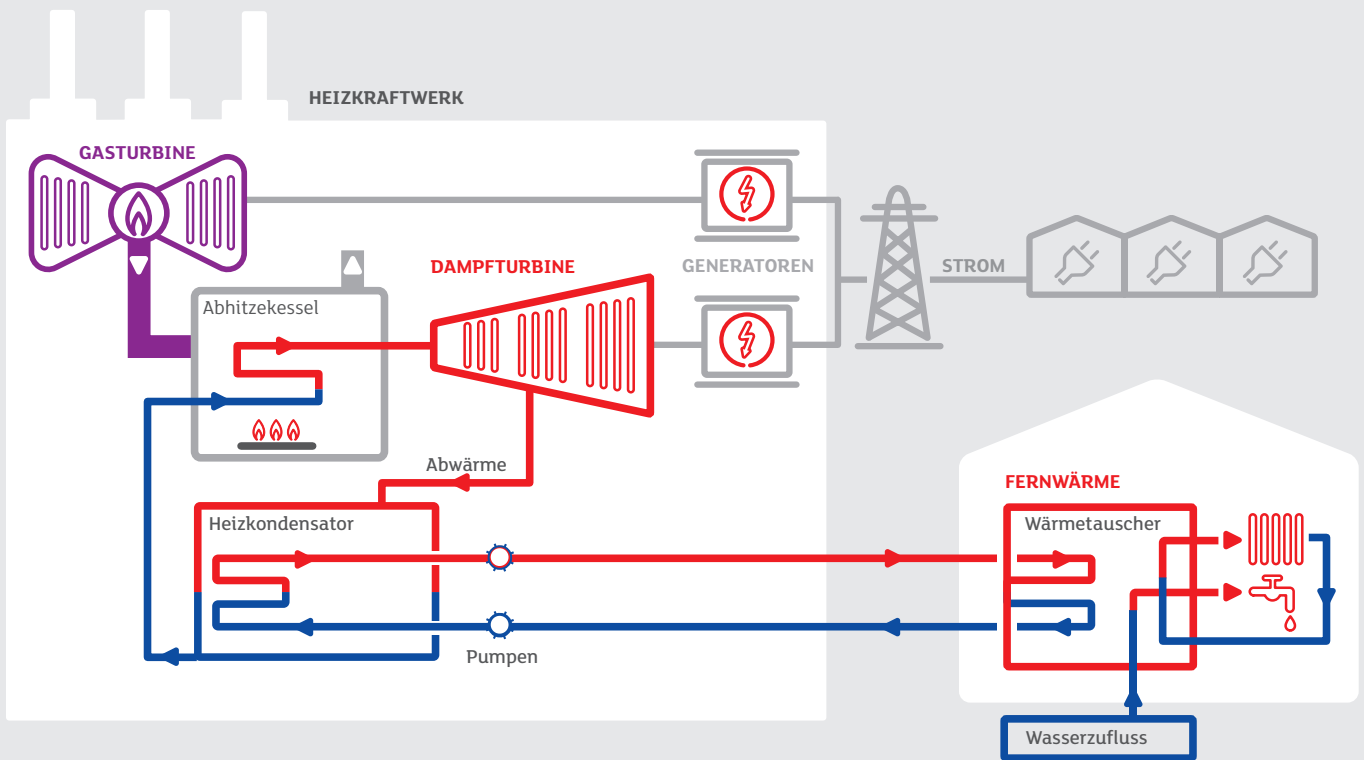 HEIZKRAFTWERK
GASTURBINE
DAMPFTURBINE
GENERATOREN
STROM
Abhitzekessel
Abwärme
FERNWÄRME
Heizkondensator
Wärmetauscher
Pumpen
Wasserzufluss